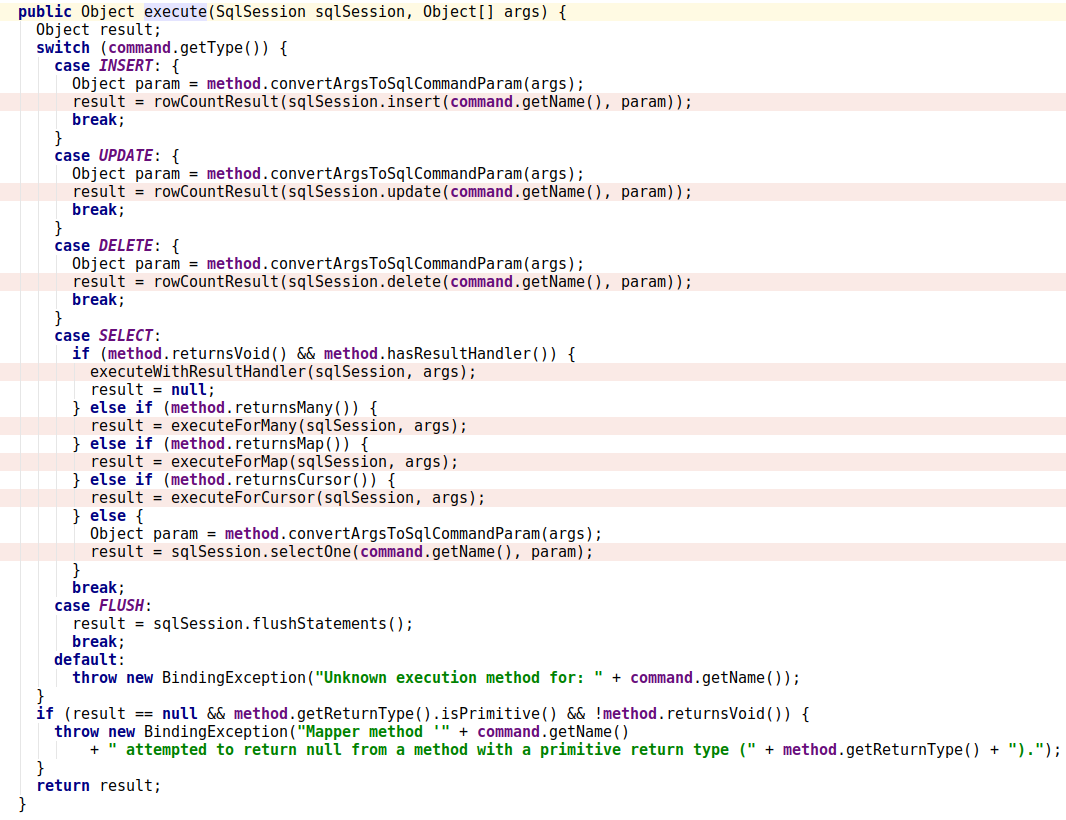 public Object execute(SqlSession sqlSession, Object[] args) {
  Object result;
  switch (command.getType()) {
    case INSERT: {
      Object param = method.convertArgsToSqlCommandParam(args);
      result = rowCountResult(sqlSession.insert(command.getName(), param));
      break;
    }
    case UPDATE: {
      Object param = method.convertArgsToSqlCommandParam(args);
      result = rowCountResult(sqlSession.update(command.getName(), param));
      break;
    }
    case DELETE: {
      Object param = method.convertArgsToSqlCommandParam(args);
      result = rowCountResult(sqlSession.delete(command.getName(), param));
      break;
    }
    case SELECT:
      if (method.returnsVoid() && method.hasResultHandler()) {
        executeWithResultHandler(sqlSession, args);
        result = null;
      } else if (method.returnsMany()) {
        result = executeForMany(sqlSession, args);
      } else if (method.returnsMap()) {
        result = executeForMap(sqlSession, args);
      } else if (method.returnsCursor()) {
        result = executeForCursor(sqlSession, args);
      } else {
        Object param = method.convertArgsToSqlCommandParam(args);
        result = sqlSession.selectOne(command.getName(), param);
      }
      break;
    case FLUSH:
      result = sqlSession.flushStatements();
      break;
    default:
      throw new BindingException("Unknown execution method for: " + command.getName());
  }
  if (result == null && method.getReturnType().isPrimitive() && !method.returnsVoid()) {
    throw new BindingException("Mapper method '" + command.getName()
        + " attempted to return null from a method with a primitive return type (" + method.getReturnType() + ").");
  }
  return result;
}